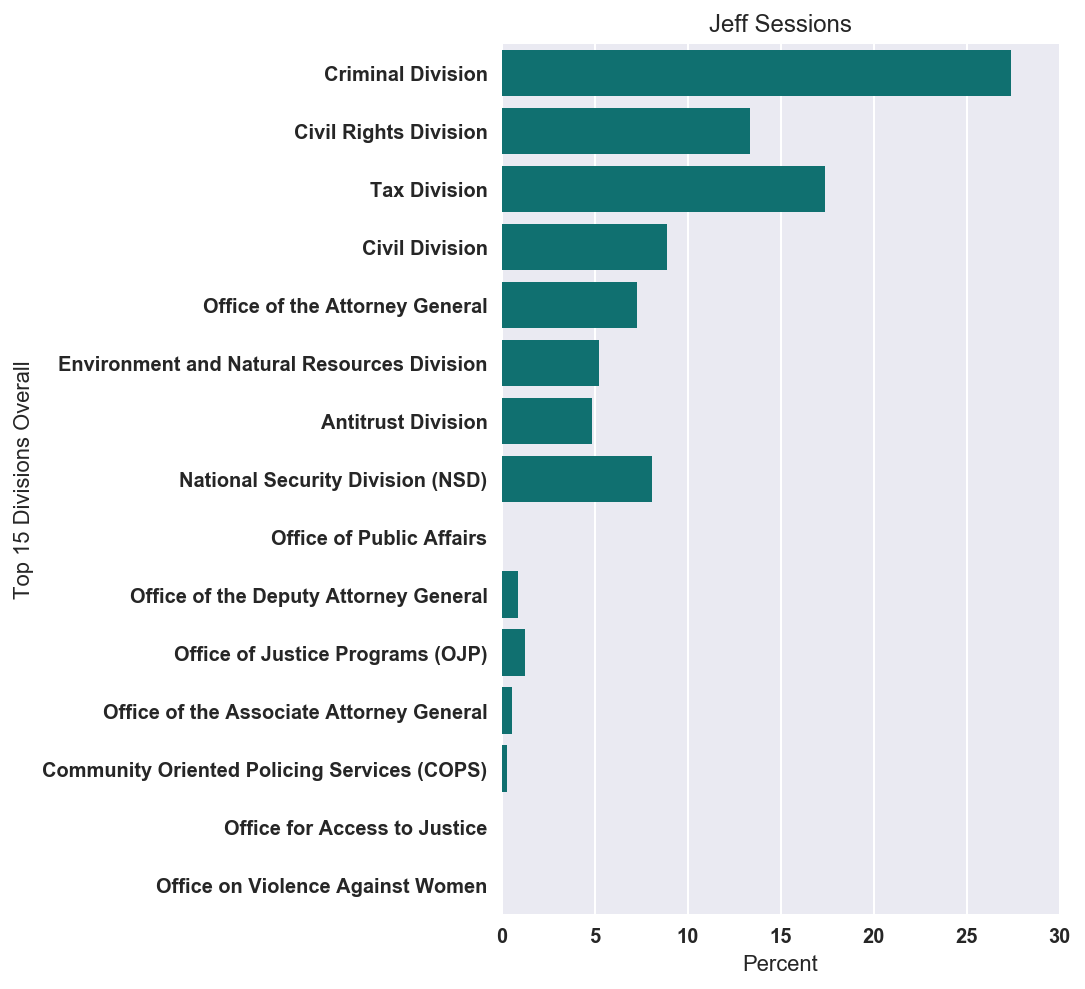 Jeff Sessions
Top 15 Divisions Overall
Criminal Division
Civil Rights Division
Tax Division
Civil Division
Office of the Attorney General
Environment and Natural Resources Division
Antitrust Division
National Security Division (NSD)
Office of Public Affairs
Office of the Deputy Attorney General
Office of Justice Programs (OJP)
Office of the Associate Attorney General
Community Oriented Policing Services (COPS)
Office for Access to Justice
Office on Violence Against Women
0 5 10 15 20 25 30
Percent